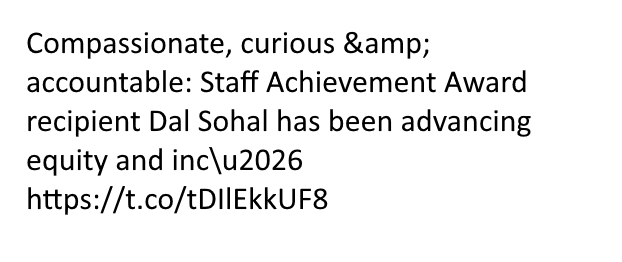 Compassionate, curious &amp;
accountable: Staff Achievement Award
recipient Dal Sohal has been advancing
equity and inc\u2026
https://t.co/tDIlEkkUF8